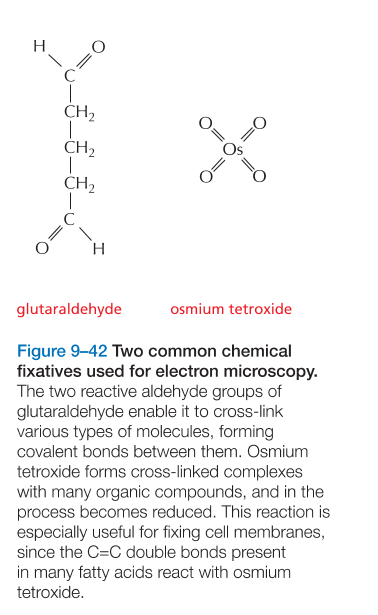 H O
C
CH2
CH2
CH2
C
O H
O O
Os
O O
glutaraldehyde osmium tetroxide
Figure 9–42 Two common chemical
fixatives used for electron microscopy.
The two reactive aldehyde groups of
glutaraldehyde enable it to cross-link
various types of molecules, forming
covalent bonds between them. Osmium
tetroxide forms cross-linked complexes
with many organic compounds, and in the
process becomes reduced. This reaction is
especially useful for fixing cell membranes,
since the C=C double bonds present
in many fatty acids react with osmium
tetroxide.